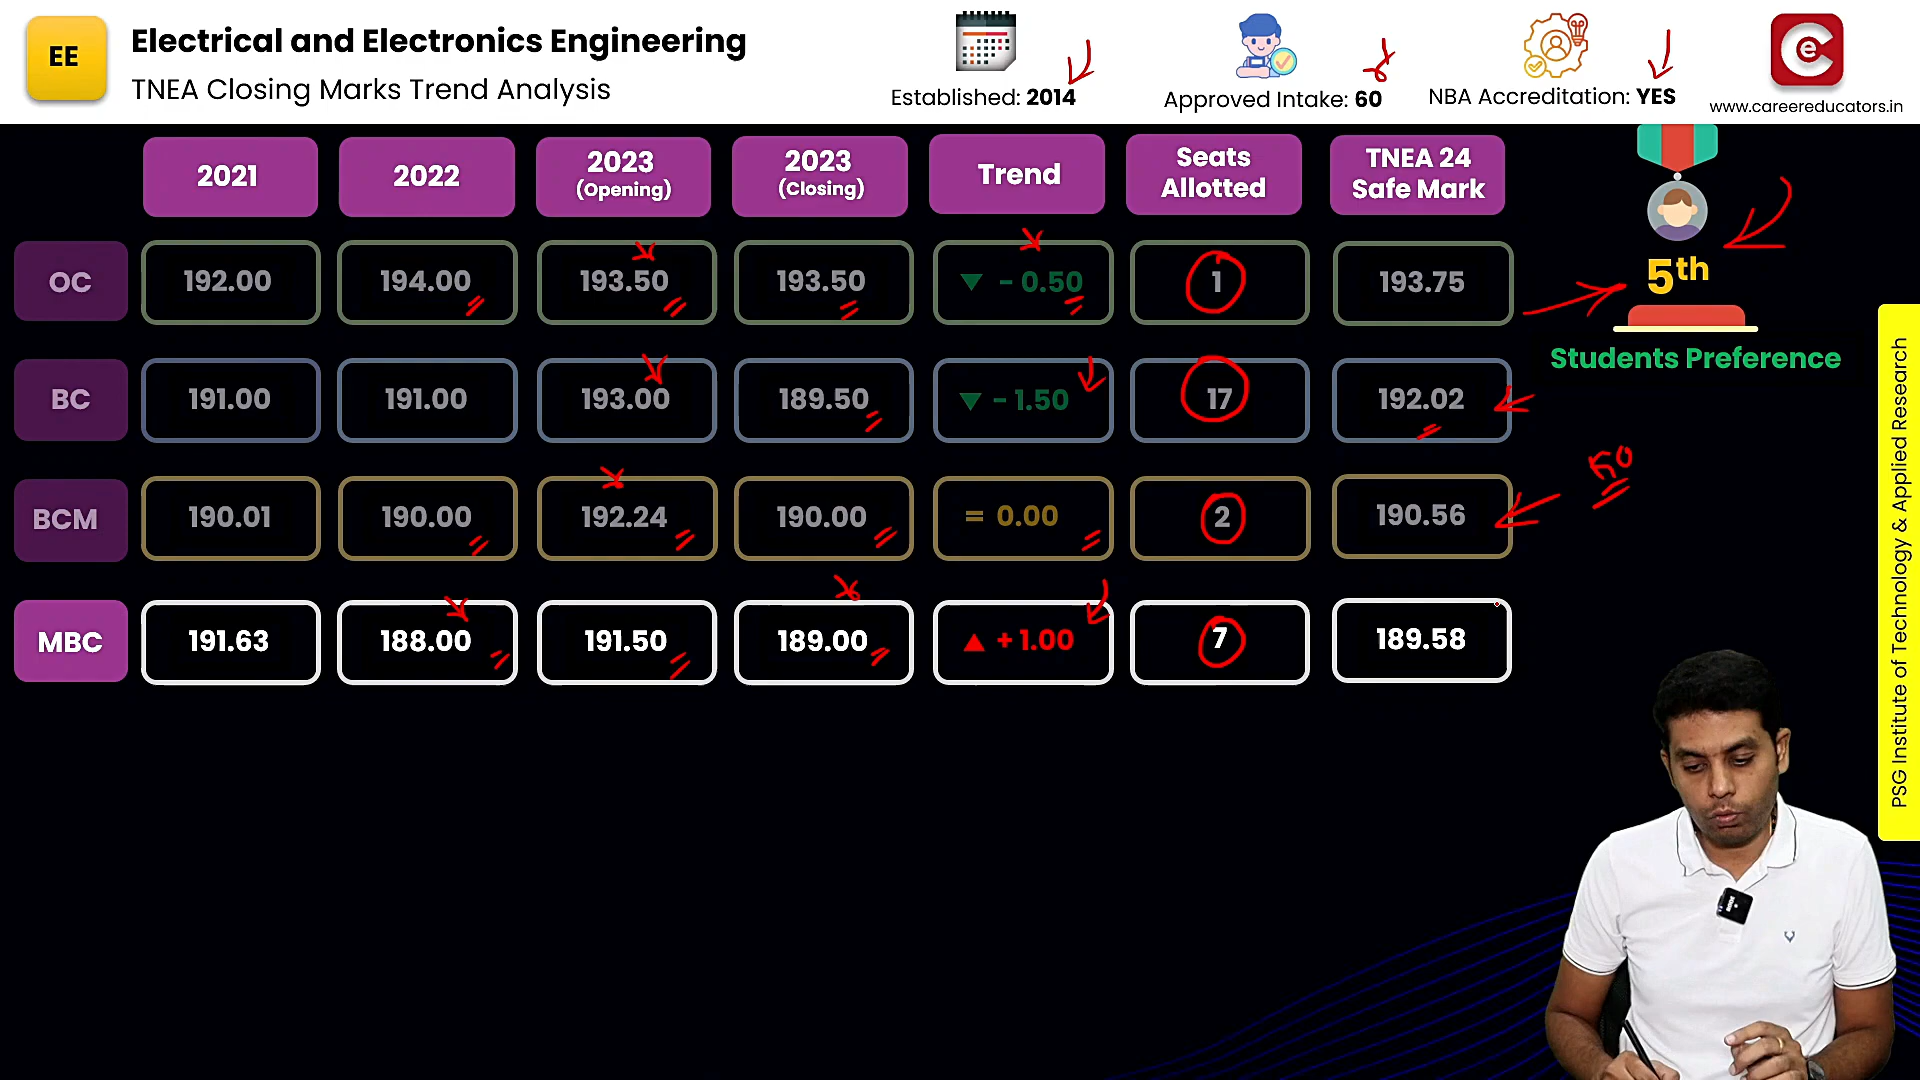 EE
Electrical and Electronics Engineering
TNEA Closing Marks Trend Analysis
Established: 2014
Approved Intake: 60
NBA Accreditation: YES
e
www.careereducators.in
2021
2022
2023
(Opening)
2023
(Closing)
Trend
Seats
Allotted
TNEA 24
Safe Mark
OC
192.00
194.00
193.50
193.50
▼ - 0.50
1
193.75
BC
191.00
191.00
193.00
189.50
▼ - 1.50
17
192.02
BCM
190.01
190.00
192.24
190.00
= 0.00
2
190.56
MBC
191.63
188.00
191.50
189.00
▲ + 1.00
7
189.58
5th
Students Preference
PSG Institute of Technology & Applied Research